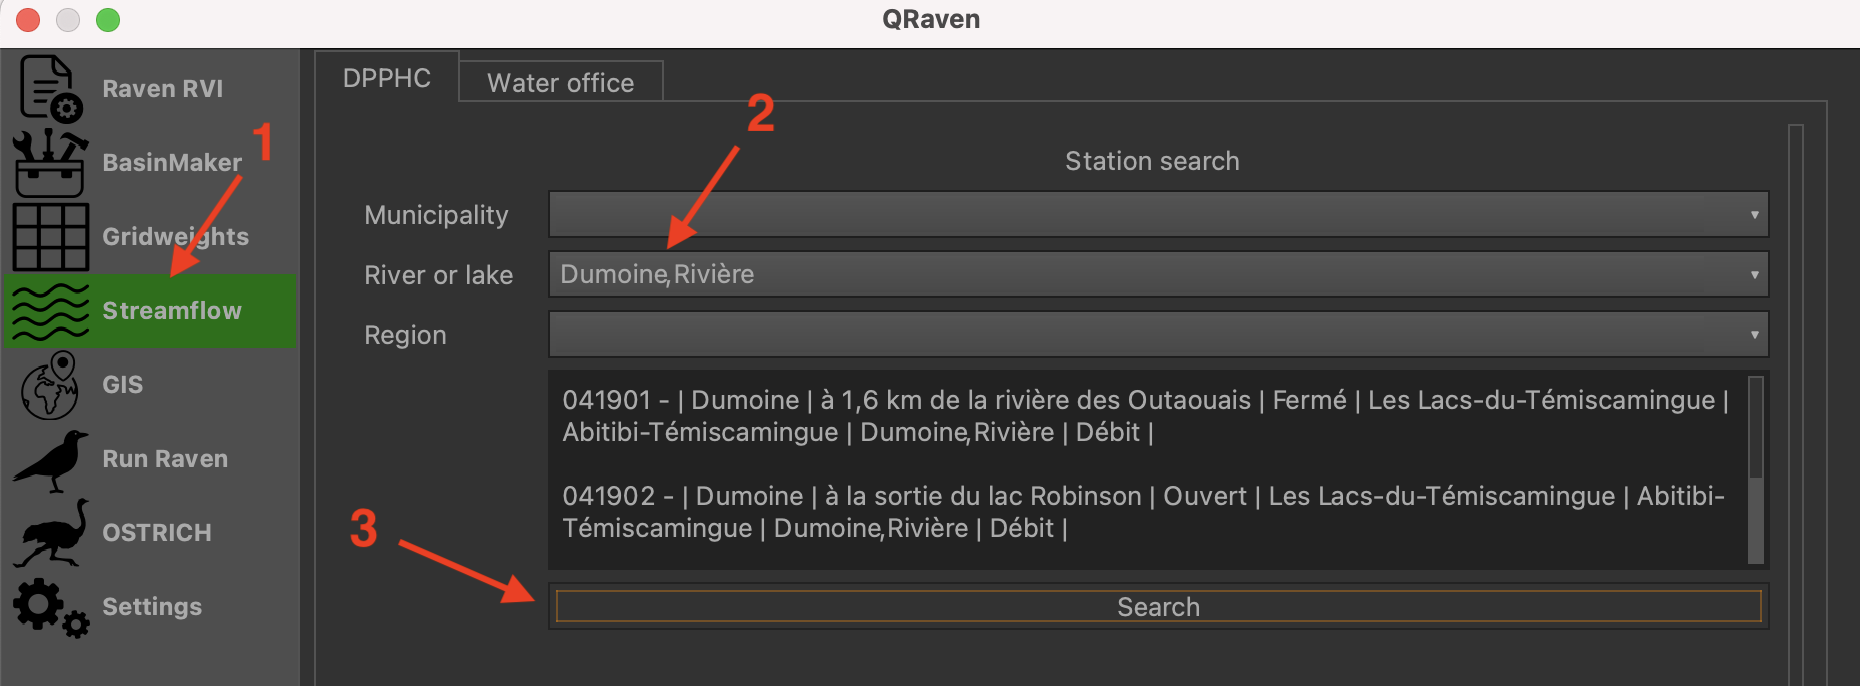 QRaven
Raven RVI
BasinMaker
Gridweights
Streamflow
GIS
Run Raven
OSTRICH
Settings
1
DPPHC
Water office
2
Station search
Municipality
River or lake
Dumoine,Rivière
Region
041901 - | Dumoine | à 1,6 km de la rivière des Outaouais | Fermé | Les Lacs-du-Témiscamingue |
Abitibi-Témiscamingue | Dumoine,Rivière | Débit |
041902 - | Dumoine | à la sortie du lac Robinson | Ouvert | Les Lacs-du-Témiscamingue | Abitibi-
Témiscamingue | Dumoine,Rivière | Débit |
3
Search